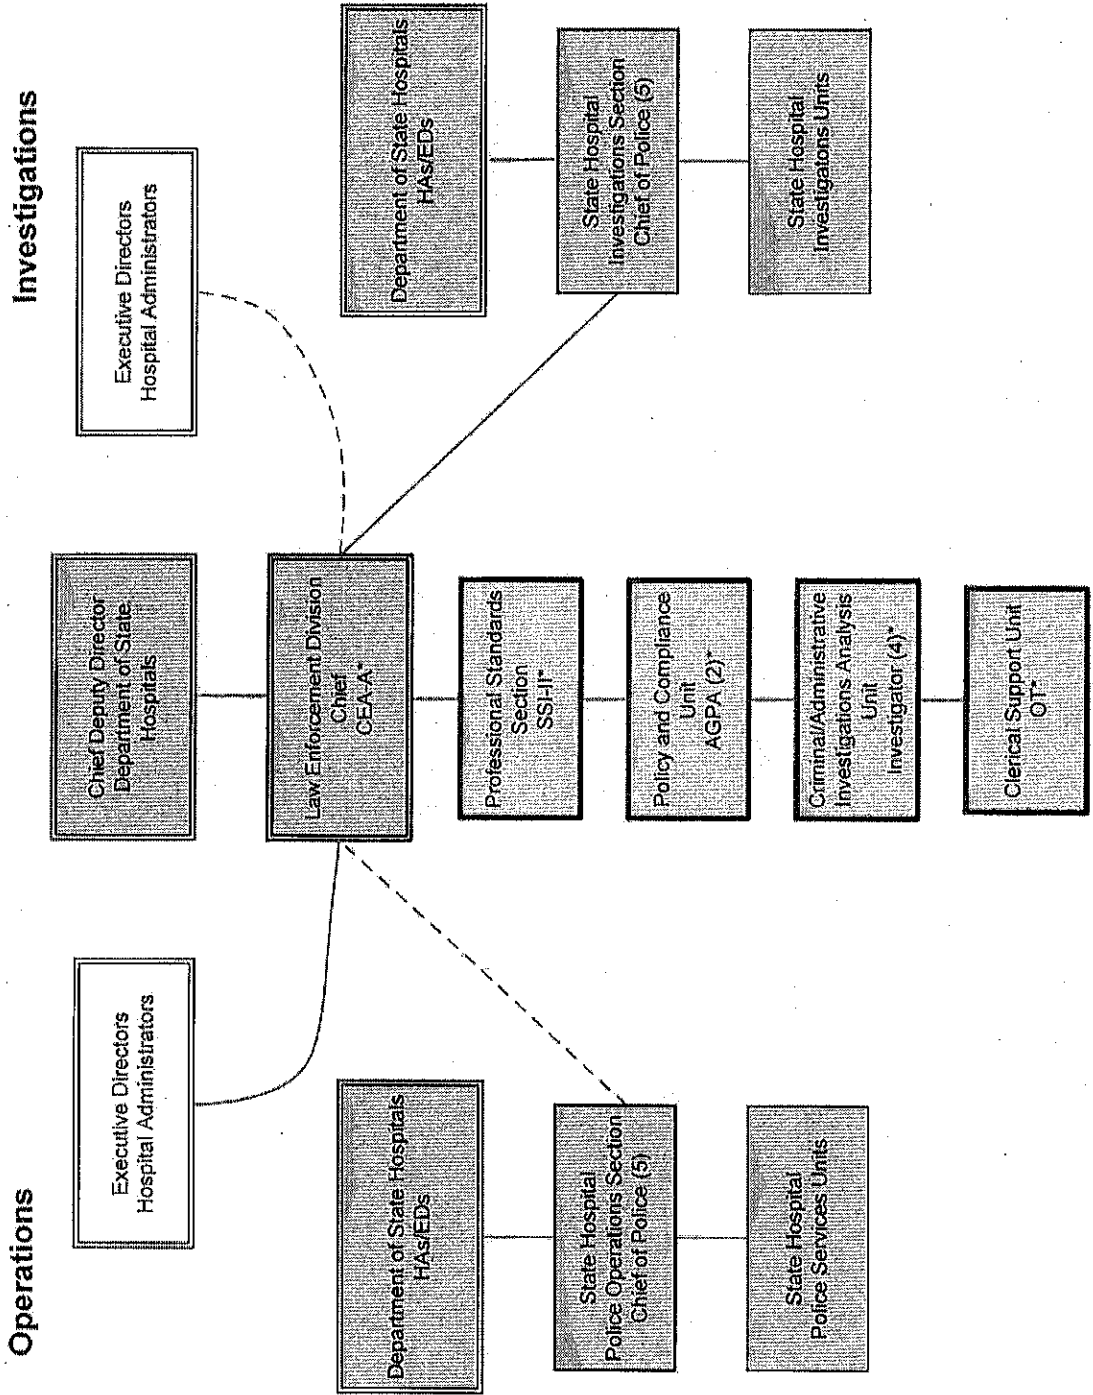 Operations
Investigations
Executive Directors
Hospital Administrators
Chief Deputy Director
Department of State
Hospitals
Executive Directors
Hospital Administrators
Law Enforcement Division
Chief
CEA-A*
Department of State Hospitals
HAs/EDs
State Hospital
Police Operations Section
Chief of Police (5)
State Hospital
Police Services Units
Professional Standards
Section
SSI-II*
Policy and Compliance
Unit
AGPA (2)*
Criminal/Administrative
Investigations Analysis
Unit
Investigator (4)*
Clerical Support Unit
OT*
Department of State Hospitals
HAs/EDs
State Hospital
Investigations Section
Chief of Police (5)
State Hospital
Investigatons Units